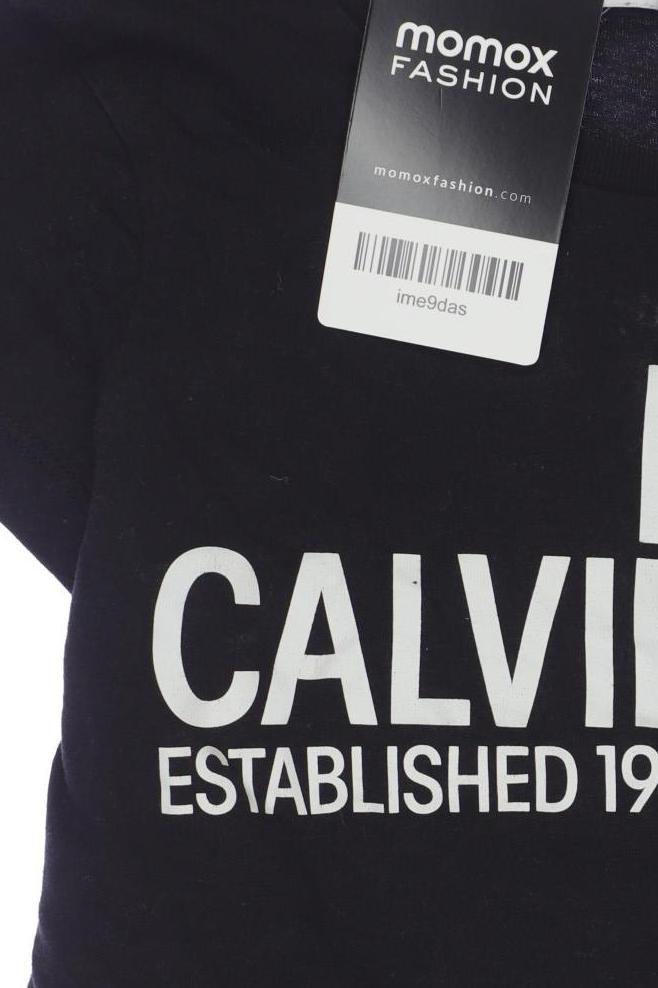 momox
FASHION
momoxfashion.com
ime9das
CALVI
ESTABLISHED 19